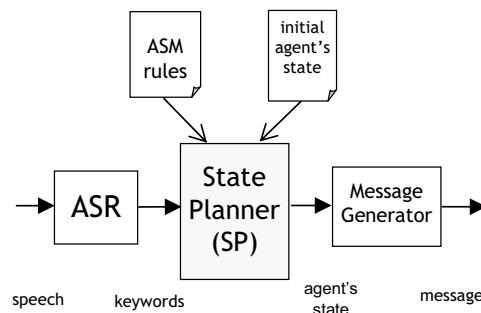 ASM
rules
initial
agent's
state
ASR
State
Planner
(SP)
Message
Generator
speech
keywords
agent's
state
message